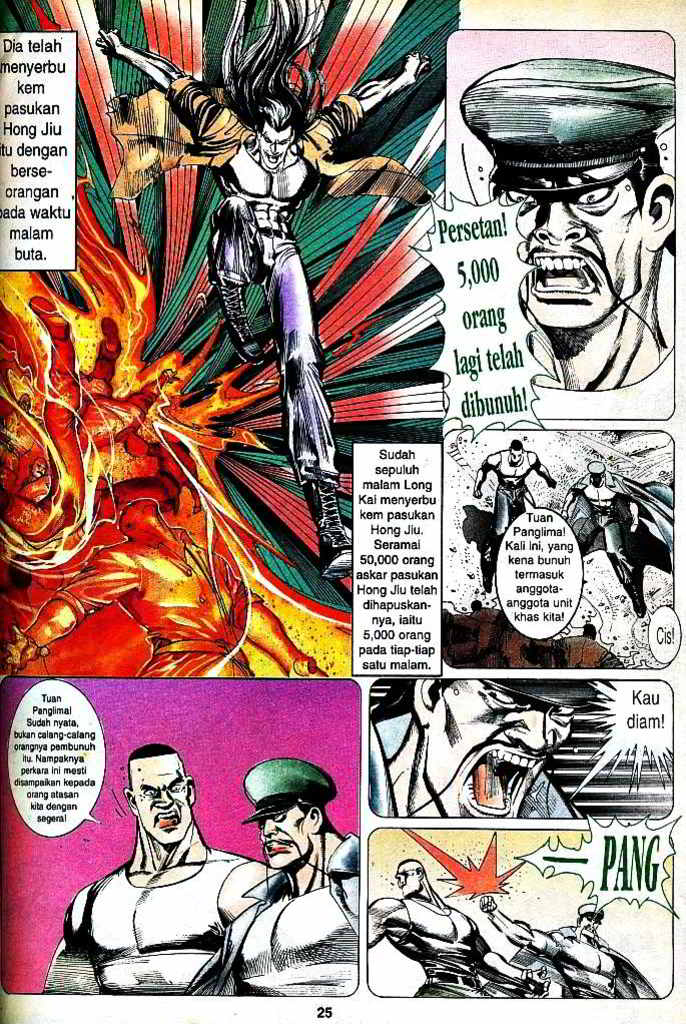 Dia telah
menyerbu
kem
pasukan
Hong Jiu
itu dengan
berse-
orangan
pada waktu
malam
buta.
Persetan!
5,000
orang
lagi telah
dibunuh!
Sudah
sepuluh
malam Long
Kai menyerbu
kem pasukan
Hong Jiu.
Seramai
50,000 orang
askar pasukan
Hong Jiu telah
dihapuskan-
nya, iaitu
5,000 orang
pada tiap-tiap
satu malam.
Tuan
Panglima!
Kali ini, yang
kena bunuh
termasuk
anggota-
anggota unit
khas kita!
Cis!
Tuan
Panglima!
Sudah nyata,
bukan calang-calang
orangnya pembunuh
itu. Nampaknya
perkara ini mesti
disampaikan kepada
orang atasan
kita dengan
segera!
Kau
diam!
— PANG
25